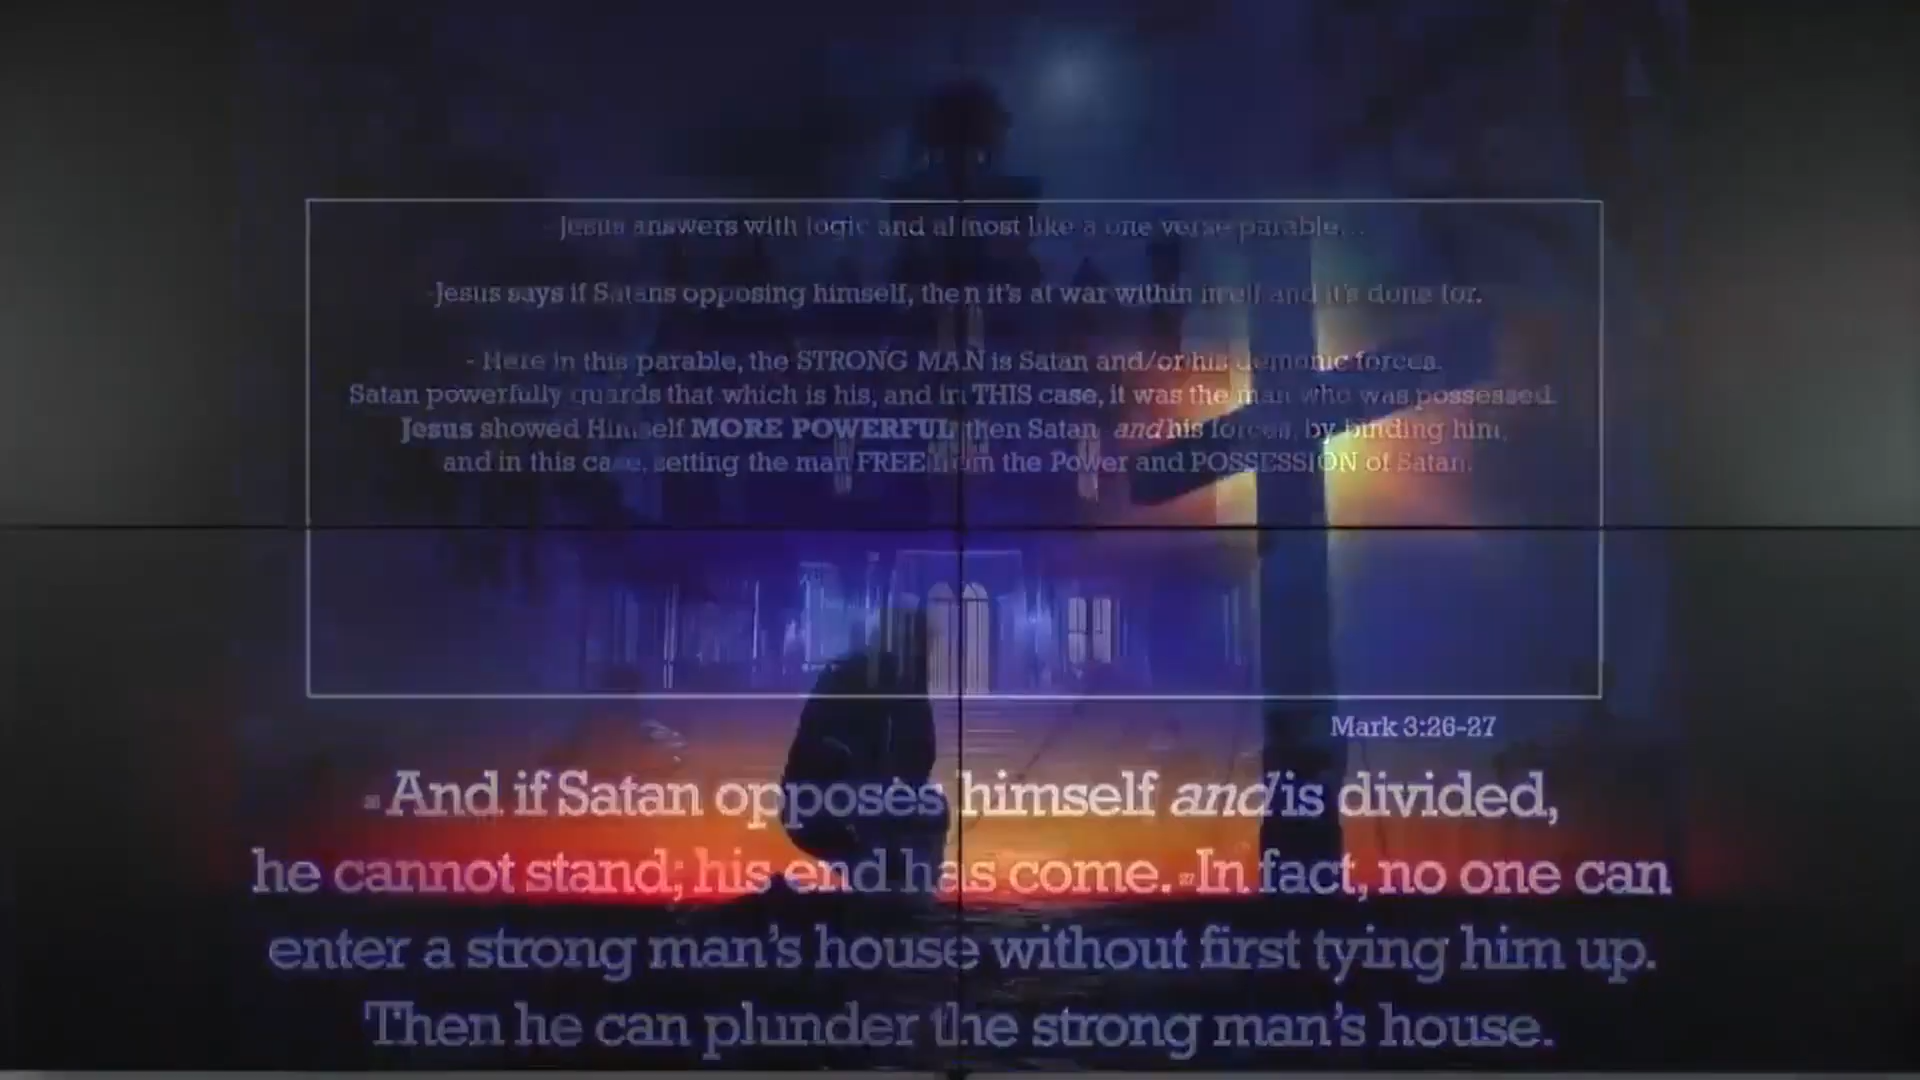 -Jesus answers with logic and almost like a one verse parable...
-Jesus says if Satans opposing himself, then it's at war within itself and it's done for.
- Here in this parable, the STRONG MAN is Satan and/or his demonic forces.
Satan powerfully guards that which is his, and in THIS case, it was the man who was possessed.
Jesus showed Himself MORE POWERFUL then Satan, and his forces, by binding him,
and in this case, setting the man FREE from the Power and POSSESSION of Satan.
Mark 3:26-27
26 And if Satan opposes himself and is divided,
he cannot stand; his end has come. 27 In fact, no one can
enter a strong man's house without first tying him up.
Then he can plunder the strong man's house.